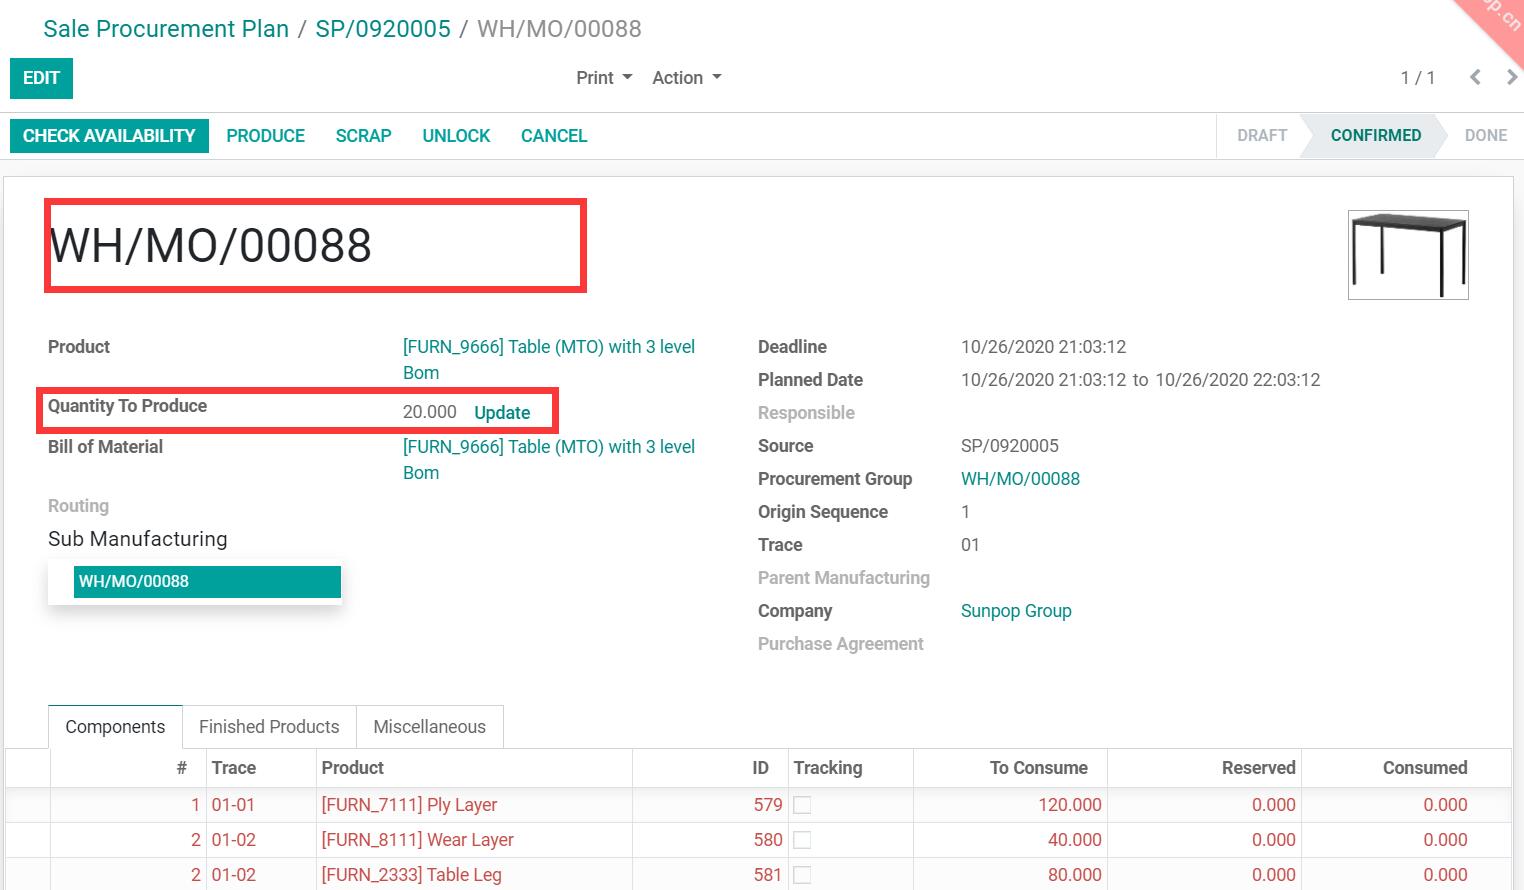 Sale Procurement Plan / SP/0920005 / WH/MO/00088
EDIT
Print
Action
1 / 1
CHECK AVAILABILITY
PRODUCE
SCRAP
UNLOCK
CANCEL
DRAFT
CONFIRMED
DONE
WH/MO/00088
Product
[FURN_9666] Table (MTO) with 3 level
Bom
Quantity To Produce
20.000 Update
Bill of Material
[FURN_9666] Table (MTO) with 3 level
Bom
Routing
Sub Manufacturing
WH/MO/00088
Deadline
10/26/2020 21:03:12
Planned Date
10/26/2020 21:03:12 to 10/26/2020 22:03:12
Responsible
Source
SP/0920005
Procurement Group
WH/MO/00088
Origin Sequence
1
Trace
01
Parent Manufacturing
Company
Sunpop Group
Purchase Agreement
Components
Finished Products
Miscellaneous
# Trace Product ID Tracking To Consume Reserved Consumed
1 01-01 [FURN_7111] Ply Layer 579 120.000 0.000 0.000
2 01-02 [FURN_8111] Wear Layer 580 40.000 0.000 0.000
2 01-02 [FURN_2333] Table Leg 581 80.000 0.000 0.000